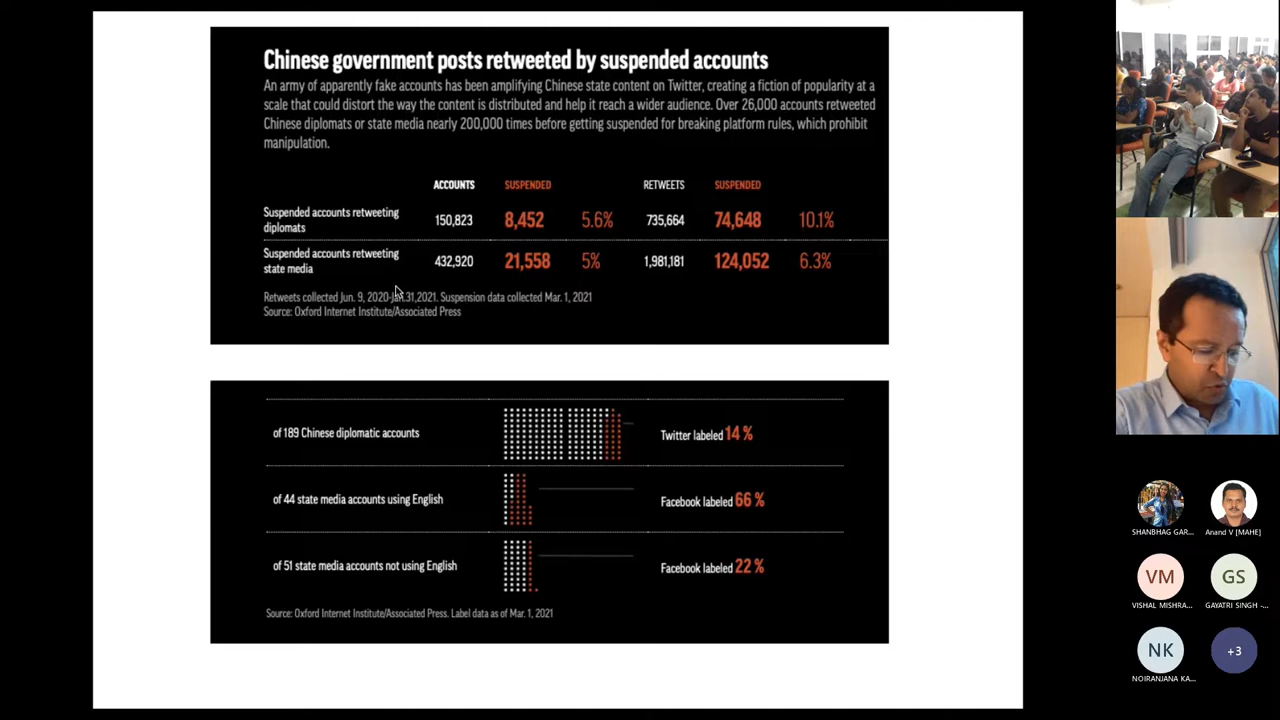 Chinese government posts retweeted by suspended accounts
An army of apparently fake accounts has been amplifying Chinese state content on Twitter, creating a fiction of popularity at a
scale that could distort the way the content is distributed and help it reach a wider audience. Over 26,000 accounts retweeted
Chinese diplomats or state media nearly 200,000 times before getting suspended for breaking platform rules, which prohibit
manipulation.
ACCOUNTS SUSPENDED RETWEETS SUSPENDED
Suspended accounts retweeting
diplomats
150,823 8,452 5.6% 735,664 74,648 10.1%
Suspended accounts retweeting
state media
432,920 21,558 5% 1,981,181 124,052 6.3%
Retweets collected Jun. 9, 2020-Jan.31,2021. Suspension data collected Mar. 1, 2021
Source: Oxford Internet Institute/Associated Press
of 189 Chinese diplomatic accounts Twitter labeled 14 %
of 44 state media accounts using English Facebook labeled 66 %
of 51 state media accounts not using English Facebook labeled 22 %
Source: Oxford Internet Institute/Associated Press. Label data as of Mar. 1, 2021
SHANBHAG GAR... Anand V [MAHE]
VM GS
VISHAL MISHRA... GAYATRI SINGH -...
NK +3
NOIRANJANA KA...